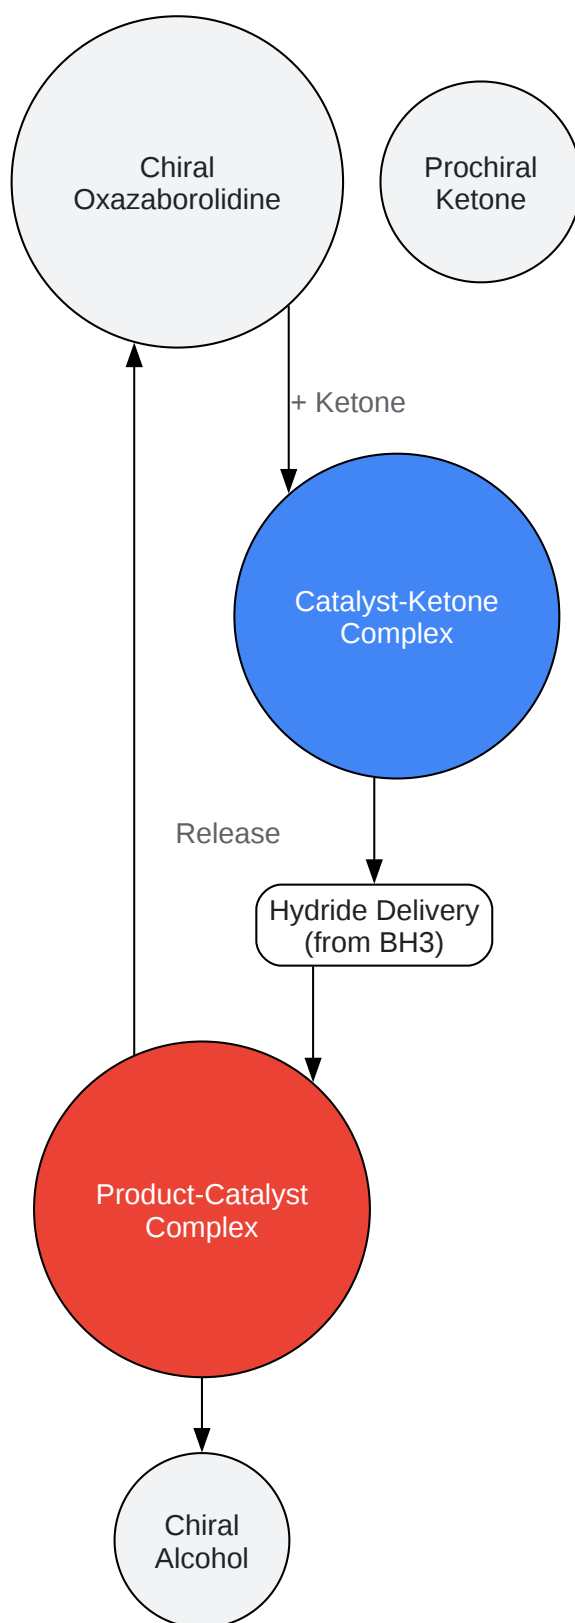 Chiral
Oxazaborolidine
Prochiral
Ketone
+ Ketone
Catalyst-Ketone
Complex
Release
Hydride Delivery
(from BH3)
Product-Catalyst
Complex
Chiral
Alcohol